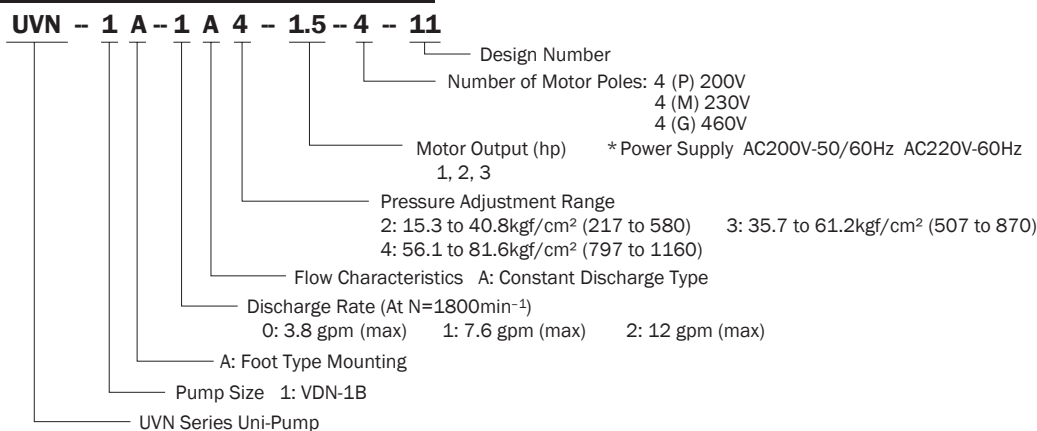 UVN -- 1 A -- 1 A 4 -- 1.5 -- 4 -- 11
Design Number
Number of Motor Poles: 4 (P) 200V
4 (M) 230V
4 (G) 460V
Motor Output (hp) *Power Supply AC200V-50/60Hz AC220V-60Hz
1, 2, 3
Pressure Adjustment Range
2: 15.3 to 40.8kgf/cm² (217 to 580) 3: 35.7 to 61.2kgf/cm² (507 to 870)
4: 56.1 to 81.6kgf/cm² (797 to 1160)
Flow Characteristics A: Constant Discharge Type
Discharge Rate (At N=1800min⁻¹)
0: 3.8 gpm (max) 1: 7.6 gpm (max) 2: 12 gpm (max)
A: Foot Type Mounting
Pump Size 1: VDN-1B
UVN Series Uni-Pump